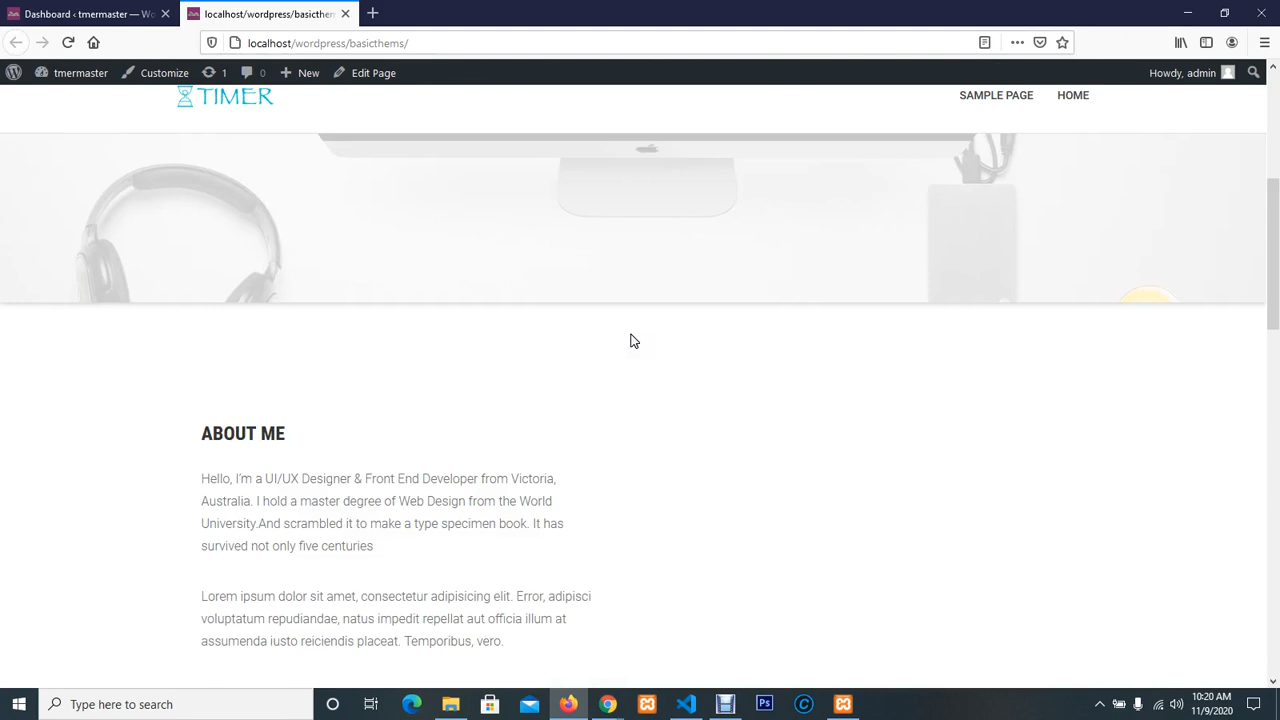 Dashboard ‹ tmermaster — Wo
localhost/wordpress/basicthem
localhost/wordpress/basicthems/
tmermaster
Customize
1
0
New
Edit Page
Howdy, admin
TIMER
SAMPLE PAGE
HOME
ABOUT ME
Hello, I'm a UI/UX Designer & Front End Developer from Victoria,
Australia. I hold a master degree of Web Design from the World
University.And scrambled it to make a type specimen book. It has
survived not only five centuries
Lorem ipsum dolor sit amet, consectetur adipisicing elit. Error, adipisci
voluptatum repudiandae, natus impedit repellat aut officia illum at
assumenda iusto reiciendis placeat. Temporibus, vero.
Type here to search
Ps
10:20 AM
11/9/2020